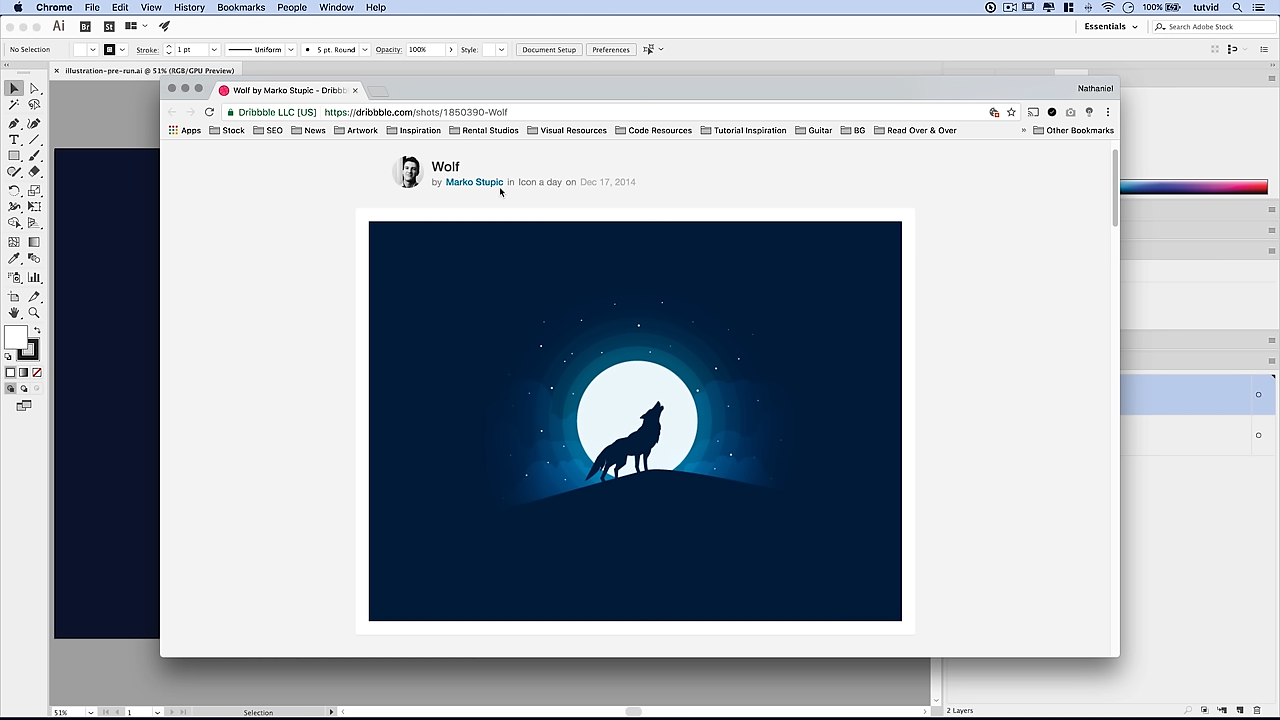 Chrome File Edit View History Bookmarks People Window Help 100% tutvid
Ai Br St Essentials Search Adobe Stock
No Selection Stroke: 1 pt Uniform 5 pt. Round Opacity: 100% Style: Document Setup Preferences
illustration-pre-run.ai @ 51% (RGB/GPU Preview)
Wolf by Marko Stupic - Dribbb Nathaniel
Dribbble LLC [US] https://dribbble.com/shots/1850390-Wolf
Apps Stock SEO News Artwork Inspiration Rental Studios Visual Resources Code Resources Tutorial Inspiration Guitar BG Read Over & Over » Other Bookmarks
Wolf
by Marko Stupic in Icon a day on Dec 17, 2014
51% 1 Selection 2 Layers